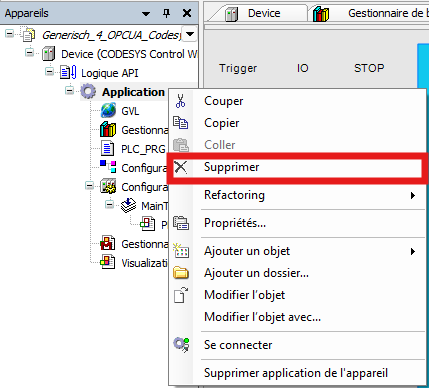 Appareils
Generisch_4_OPCUA_Codesy
Device (CODESYS Control W
Logique API
Application
GVL
Gestionna
PLC_PRG
Configura
Configura
MainT
P
Gestionna
Visualizati
Device
Gestionnaire de b
Trigger IO STOP
Couper
Copier
Coller
Supprimer
Refactoring
Propriétés...
Ajouter un objet
Ajouter un dossier...
Modifier l'objet
Modifier l'objet avec...
Se connecter
Supprimer application de l'appareil